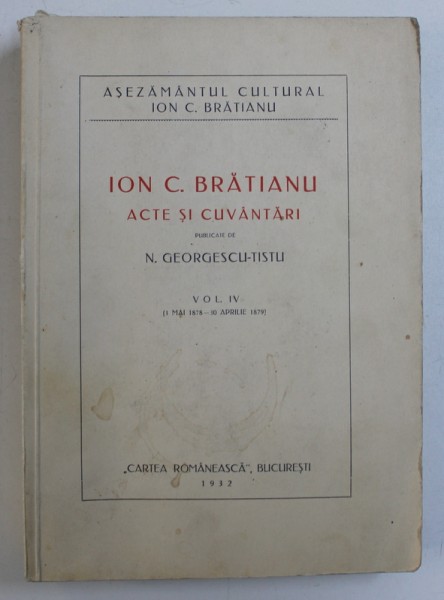 AȘEZĂMÂNTUL CULTURAL
ION C. BRĂTIANU
ION C. BRĂTIANU
ACTE ȘI CUVÂNTĂRI
PUBLICATE DE
N. GEORGESCU-TISTU
VOL. IV
(1 MAI 1878 — 30 APRILIE 1879)
„CARTEA ROMÂNEASCĂ”, BUCUREȘTI
1932